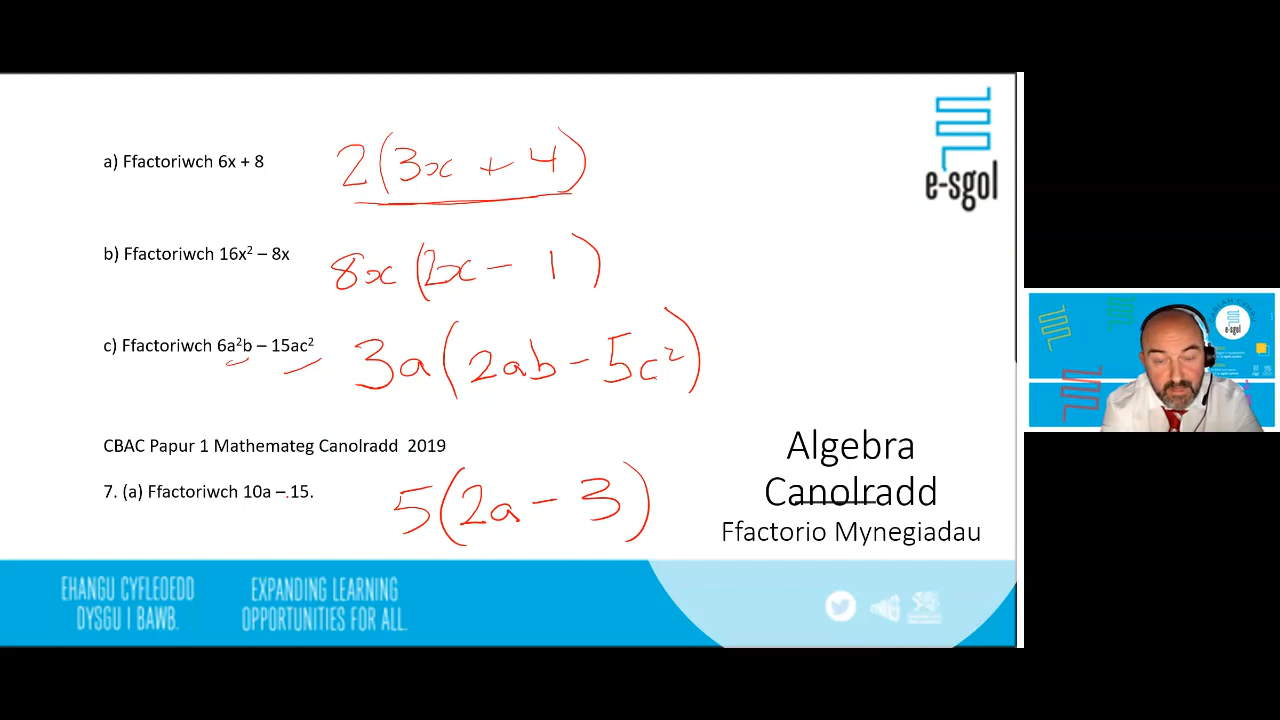 a) Ffactoriwch 6x + 8
2(3x + 4)
b) Ffactoriwch 16x² – 8x
8x(2x – 1)
c) Ffactoriwch 6a²b – 15ac²
3a(2ab – 5c²)
CBAC Papur 1 Mathemateg Canolradd 2019
7. (a) Ffactoriwch 10a – 15.
5(2a – 3)
e-sgol
Algebra
Canolradd
Ffactorio Mynegiadau
EHANGU CYFLEOEDD
DYSGU I BAWB.
EXPANDING LEARNING
OPPORTUNITIES FOR ALL.
e-sgol